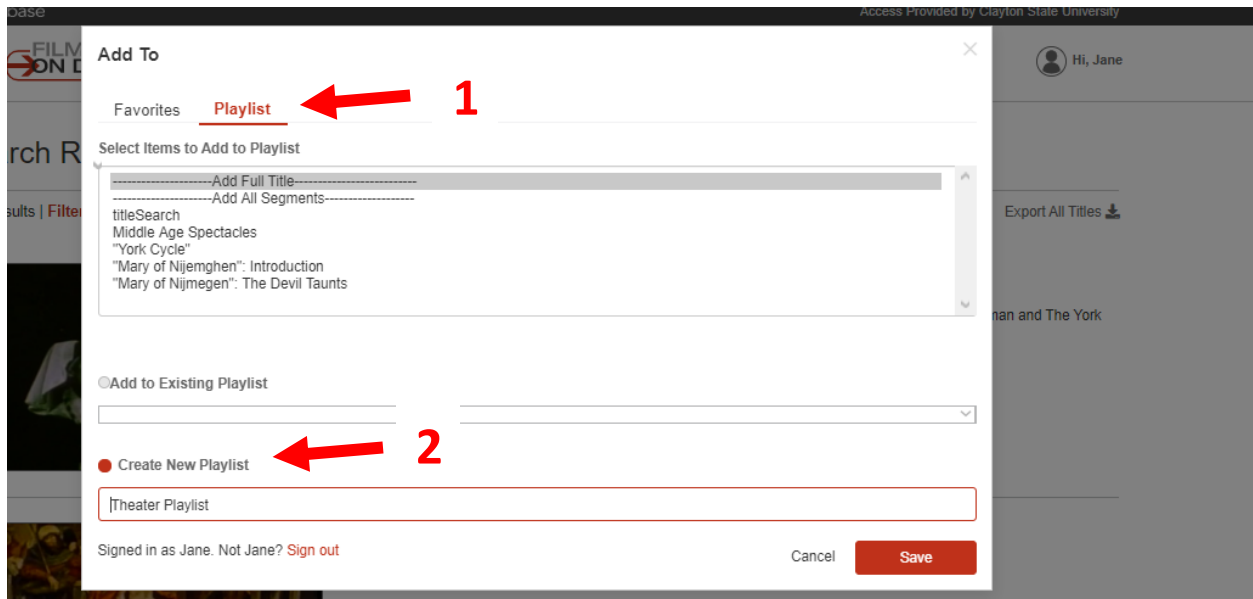 base
Access Provided by Clayton State University
FILM
ON D
Hi, Jane
Add To
Favorites Playlist
1
rch R
Select Items to Add to Playlist
----------------------Add Full Title---------------------------
----------------------Add All Segments--------------------
titleSearch
Middle Age Spectacles
"York Cycle"
"Mary of Nijemghen": Introduction
"Mary of Nijmegen": The Devil Taunts
sults | Filter
Export All Titles
man and The York
Add to Existing Playlist
2
Create New Playlist
Theater Playlist
Signed in as Jane. Not Jane? Sign out
Cancel
Save